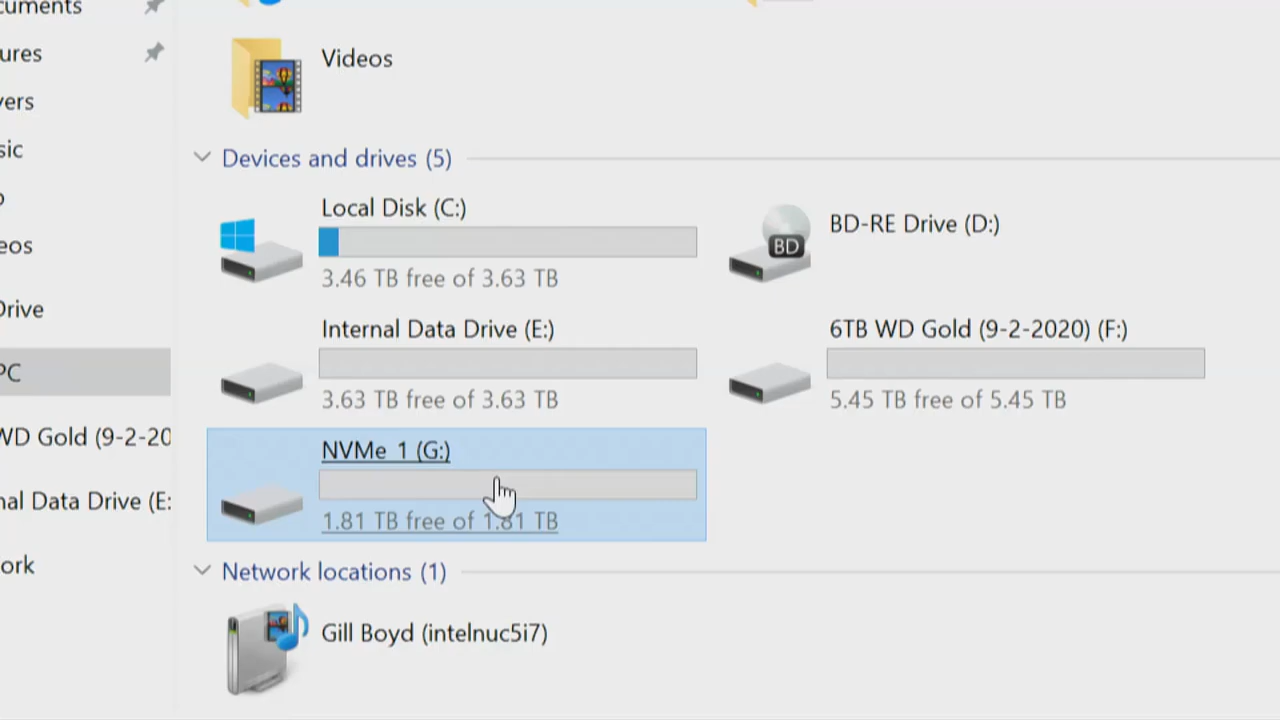 cuments
ures
Videos
vers
sic
Devices and drives (5)
Local Disk (C:)
3.46 TB free of 3.63 TB
BD-RE Drive (D:)
BD
eos
Drive
Internal Data Drive (E:)
3.63 TB free of 3.63 TB
6TB WD Gold (9-2-2020) (F:)
5.45 TB free of 5.45 TB
PC
WD Gold (9-2-20
NVMe 1 (G:)
1.81 TB free of 1.81 TB
nal Data Drive (E:
ork
Network locations (1)
Gill Boyd (intelnuc5i7)